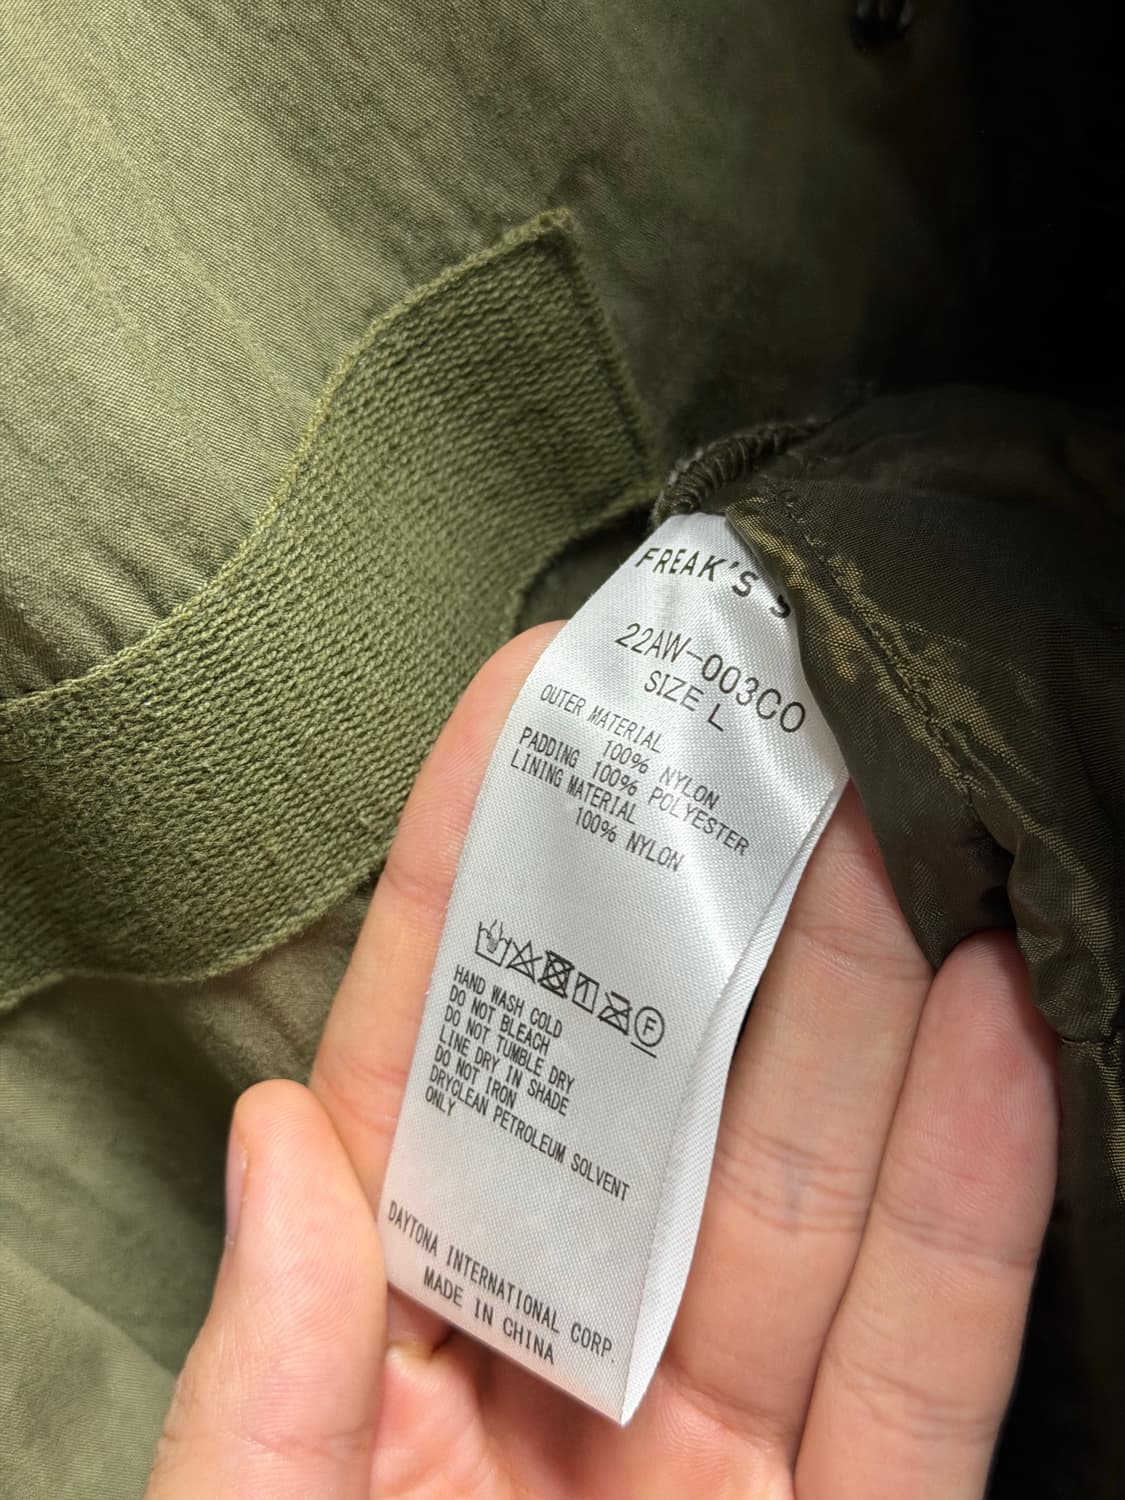 FREAK'S
22AW-003CO
SIZE L
OUTER MATERIAL
100% NYLON
PADDING 100% POLYESTER
LINING MATERIAL
100% NYLON
F
HAND WASH COLD
DO NOT BLEACH
DO NOT TUMBLE DRY
LINE DRY IN SHADE
DO NOT IRON
DRYCLEAN PETROLEUM SOLVENT
ONLY
DAYTONA INTERNATIONAL CORP.
MADE IN CHINA